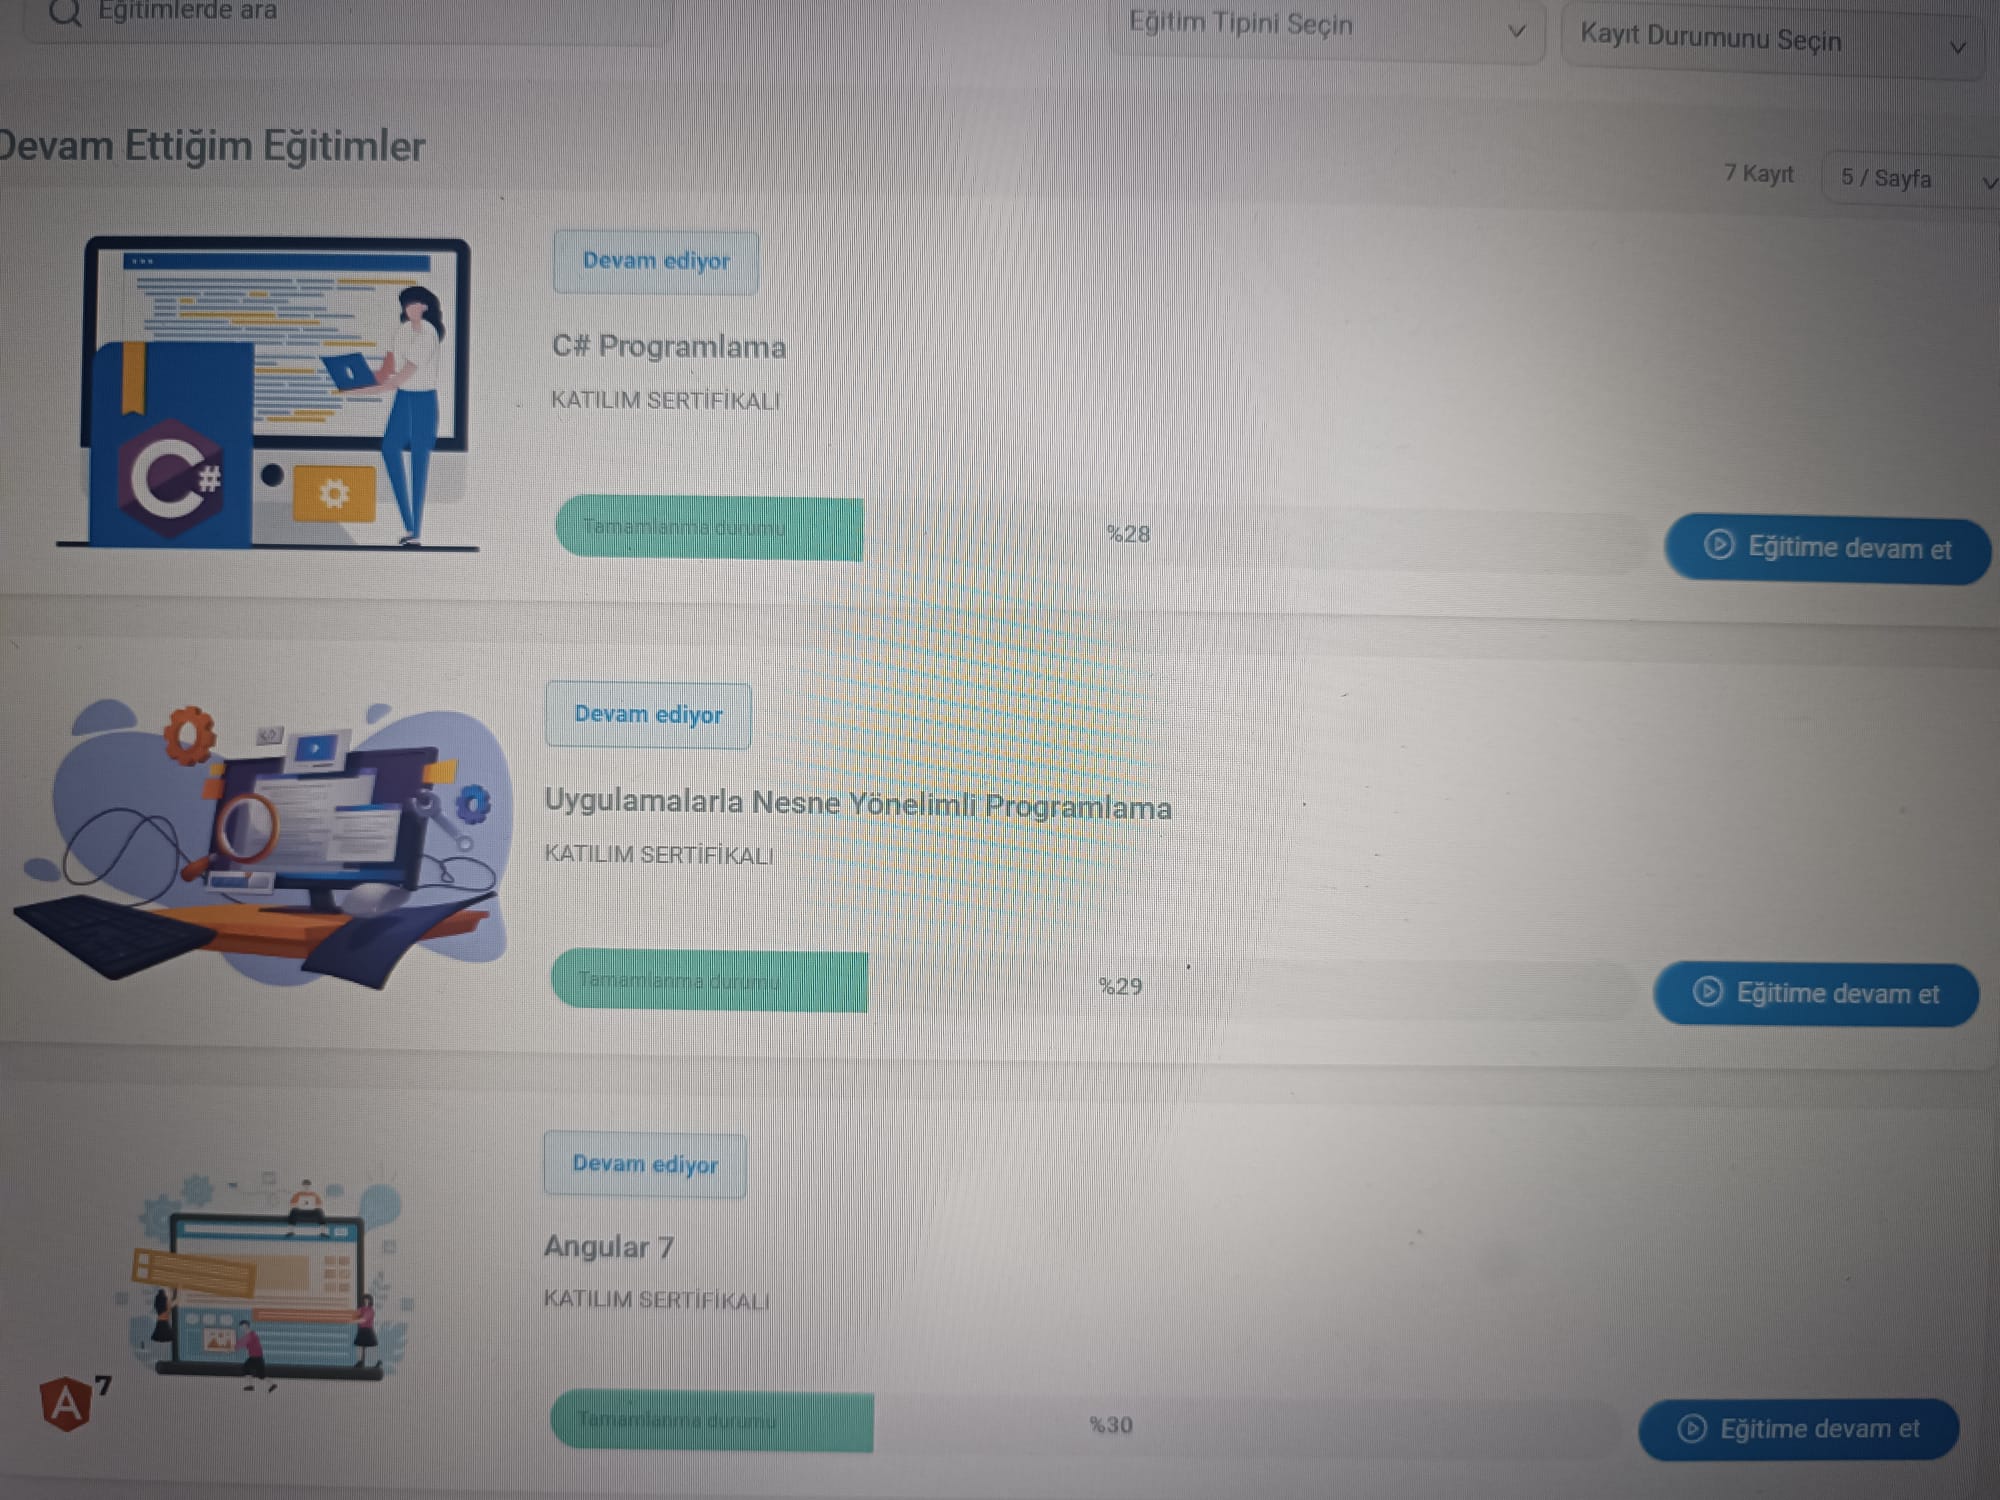 Eğitimlerde ara
Eğitim Tipini Seçin
Kayıt Durumunu Seçin
Devam Ettiğim Eğitimler
7 Kayıt
5 / Sayfa
Devam ediyor
C# Programlama
KATILIM SERTİFİKALI
C#
Tamamlanma durumu
%28
Eğitime devam et
Devam ediyor
Uygulamalarla Nesne Yönelimli Programlama
KATILIM SERTİFİKALI
Tamamlanma durumu
%29
Eğitime devam et
Devam ediyor
Angular 7
KATILIM SERTİFİKALI
A 7
Tamamlanma durumu
%30
Eğitime devam et